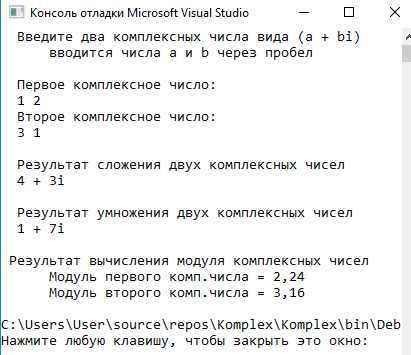 Консоль отладки Microsoft Visual Studio
Введите два комплексных числа вида (a + bi)
вводится числа a и b через пробел
Первое комплексное число:
1 2
Второе комплексное число:
3 1
Результат сложения двух комплексных чисел
4 + 3i
Результат умножения двух комплексных чисел
1 + 7i
Результат вычисления модуля комплексных чисел
Модуль первого комп.числа = 2,24
Модуль второго комп.числа = 3,16
C:\Users\User\source\repos\Komplex\Komplex\bin\Deb
Нажмите любую клавишу, чтобы закрыть это окно: